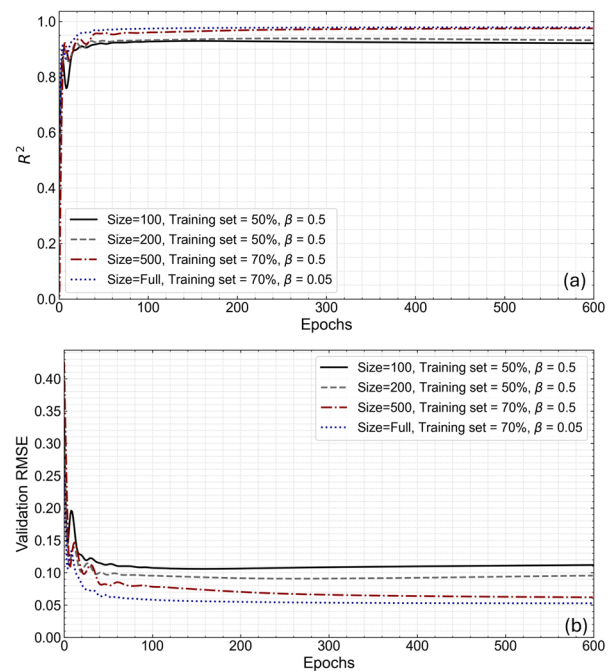 1.0
0.8
0.6
0.4
0.2
0.0
R²
Size=100, Training set = 50%, β = 0.5
Size=200, Training set = 50%, β = 0.5
Size=500, Training set = 70%, β = 0.5
Size=Full, Training set = 70%, β = 0.05
(a)
0 100 200 300 400 500 600
Epochs
0.40
0.35
0.30
0.25
0.20
0.15
0.10
0.05
0.00
Validation RMSE
Size=100, Training set = 50%, β = 0.5
Size=200, Training set = 50%, β = 0.5
Size=500, Training set = 70%, β = 0.5
Size=Full, Training set = 70%, β = 0.05
(b)
0 100 200 300 400 500 600
Epochs